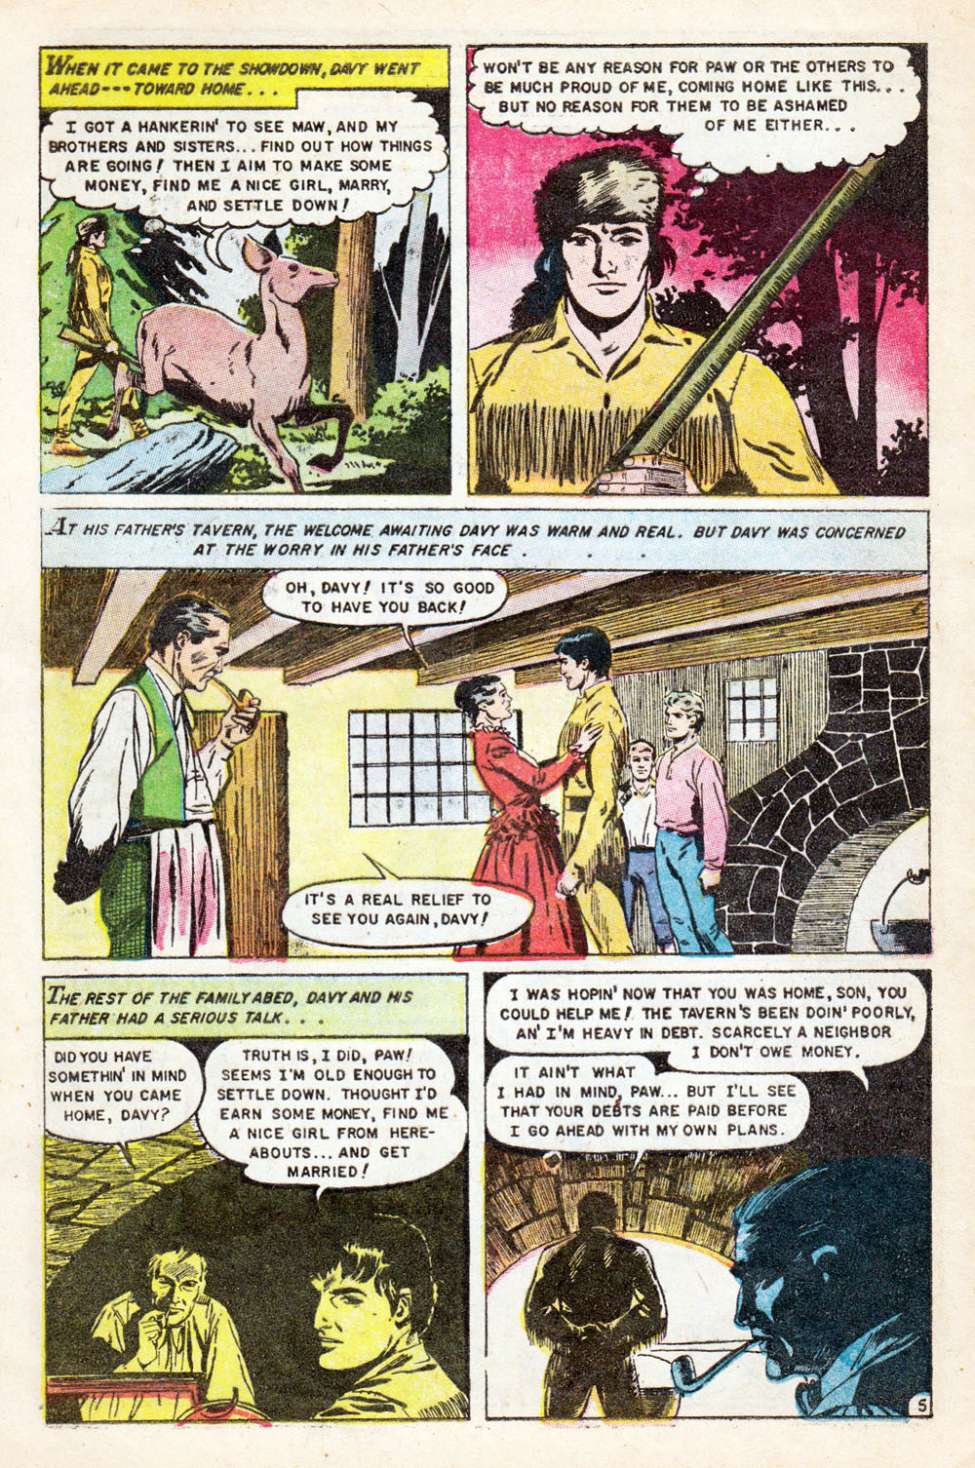 WHEN IT CAME TO THE SHOWDOWN, DAVY WENT
AHEAD--- TOWARD HOME...
I GOT A HANKERIN' TO SEE MAW, AND MY
BROTHERS AND SISTERS... FIND OUT HOW THINGS
ARE GOING! THEN I AIM TO MAKE SOME
MONEY, FIND ME A NICE GIRL, MARRY,
AND SETTLE DOWN!
WON'T BE ANY REASON FOR PAW OR THE OTHERS TO
BE MUCH PROUD OF ME, COMING HOME LIKE THIS...
BUT NO REASON FOR THEM TO BE ASHAMED
OF ME EITHER...
AT HIS FATHER'S TAVERN, THE WELCOME AWAITING DAVY WAS WARM AND REAL. BUT DAVY WAS CONCERNED
AT THE WORRY IN HIS FATHER'S FACE . . . .
OH, DAVY! IT'S SO GOOD
TO HAVE YOU BACK!
IT'S A REAL RELIEF TO
SEE YOU AGAIN, DAVY!
THE REST OF THE FAMILY ABED, DAVY AND HIS
FATHER HAD A SERIOUS TALK...
DID YOU HAVE
SOMETHIN' IN MIND
WHEN YOU CAME
HOME, DAVY?
TRUTH IS, I DID, PAW!
SEEMS I'M OLD ENOUGH TO
SETTLE DOWN. THOUGHT I'D
EARN SOME MONEY, FIND ME
A NICE GIRL FROM HERE-
ABOUTS... AND GET
MARRIED!
I WAS HOPIN' NOW THAT YOU WAS HOME, SON, YOU
COULD HELP ME! THE TAVERN'S BEEN DOIN' POORLY,
AN' I'M HEAVY IN DEBT. SCARCELY A NEIGHBOR
I DON'T OWE MONEY.
IT AIN'T WHAT
I HAD IN MIND, PAW... BUT I'LL SEE
THAT YOUR DEBTS ARE PAID BEFORE
I GO AHEAD WITH MY OWN PLANS.
5